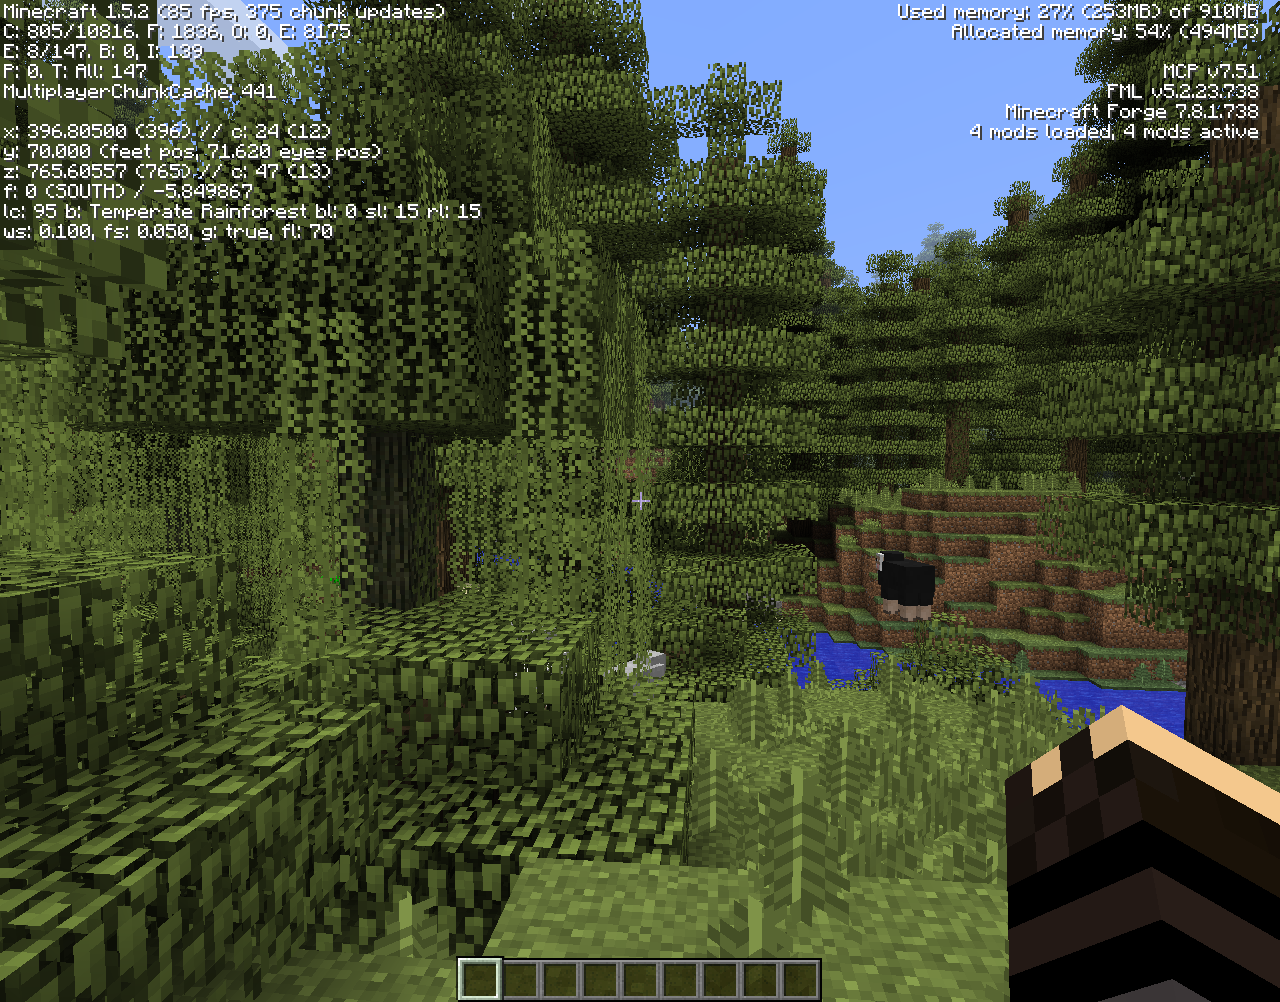 Minecraft 1.5.2 (85 fps, 375 chunk updates)
C: 805/10816. F: 1836, O: 0, E: 8175
E: 8/147. B: 0, I: 139
P: 0. T: All: 147
MultiplayerChunkCache: 441
x: 396.80500 (396) // c: 24 (12)
y: 70.000 (feet pos, 71.620 eyes pos)
z: 765.60557 (765) // c: 47 (13)
f: 0 (SOUTH) / -5.849867
lc: 95 b: Temperate Rainforest bl: 0 sl: 15 rl: 15
ws: 0.100, fs: 0.050, g: true, fl: 70
Used memory: 27% (253MB) of 910MB
Allocated memory: 54% (494MB)
MCP v7.51
FML v5.2.23.738
Minecraft Forge 7.8.1.738
4 mods loaded, 4 mods active